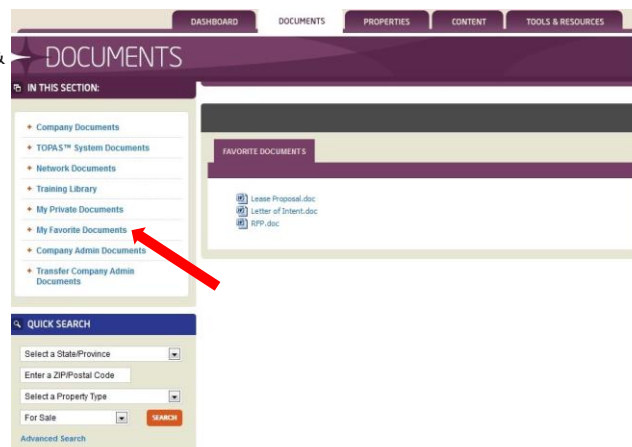 DASHBOARD
DOCUMENTS
PROPERTIES
CONTENT
TOOLS & RESOURCES
&
DOCUMENTS
IN THIS SECTION:
Company Documents
TOPAS™ System Documents
Network Documents
Training Library
My Private Documents
My Favorite Documents
Company Admin Documents
Transfer Company Admin
Documents
FAVORITE DOCUMENTS
Lease Proposal.doc
Letter of Intent.doc
RFP.doc
QUICK SEARCH
Select a State/Province
Enter a ZIP/Postal Code
Select a Property Type
For Sale
SEARCH
Advanced Search